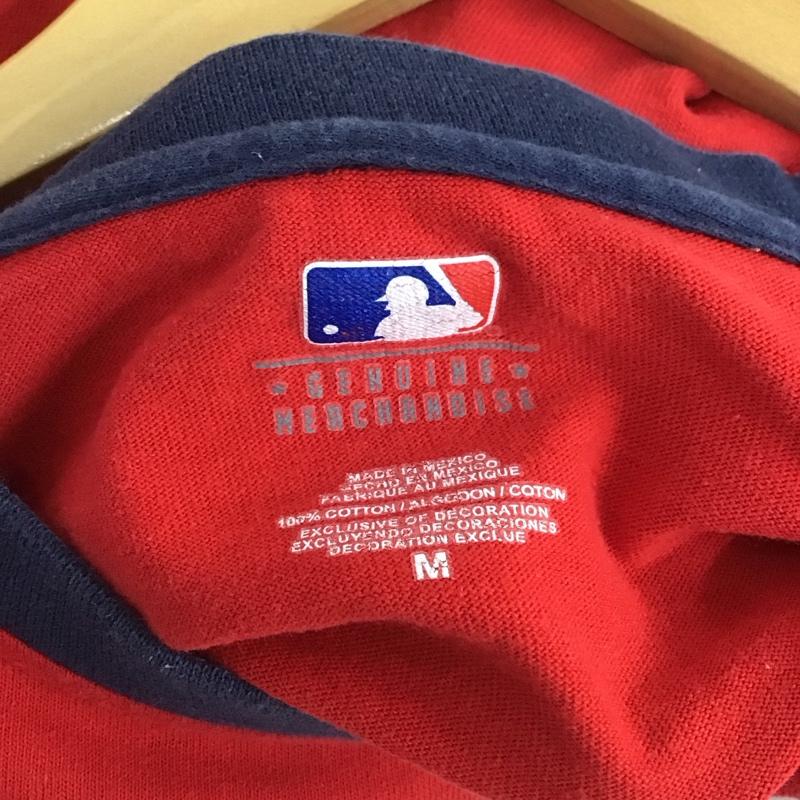 GENUINE
MERCHANDISE
MADE IN MEXICO
HECHO EN MEXICO
FABRIQUE AU MEXIQUE
100% COTTON / ALGODON / COTON
EXCLUSIVE OF DECORATION
EXCLUYENDO DECORACIONES
DECORATION EXCLUE
M